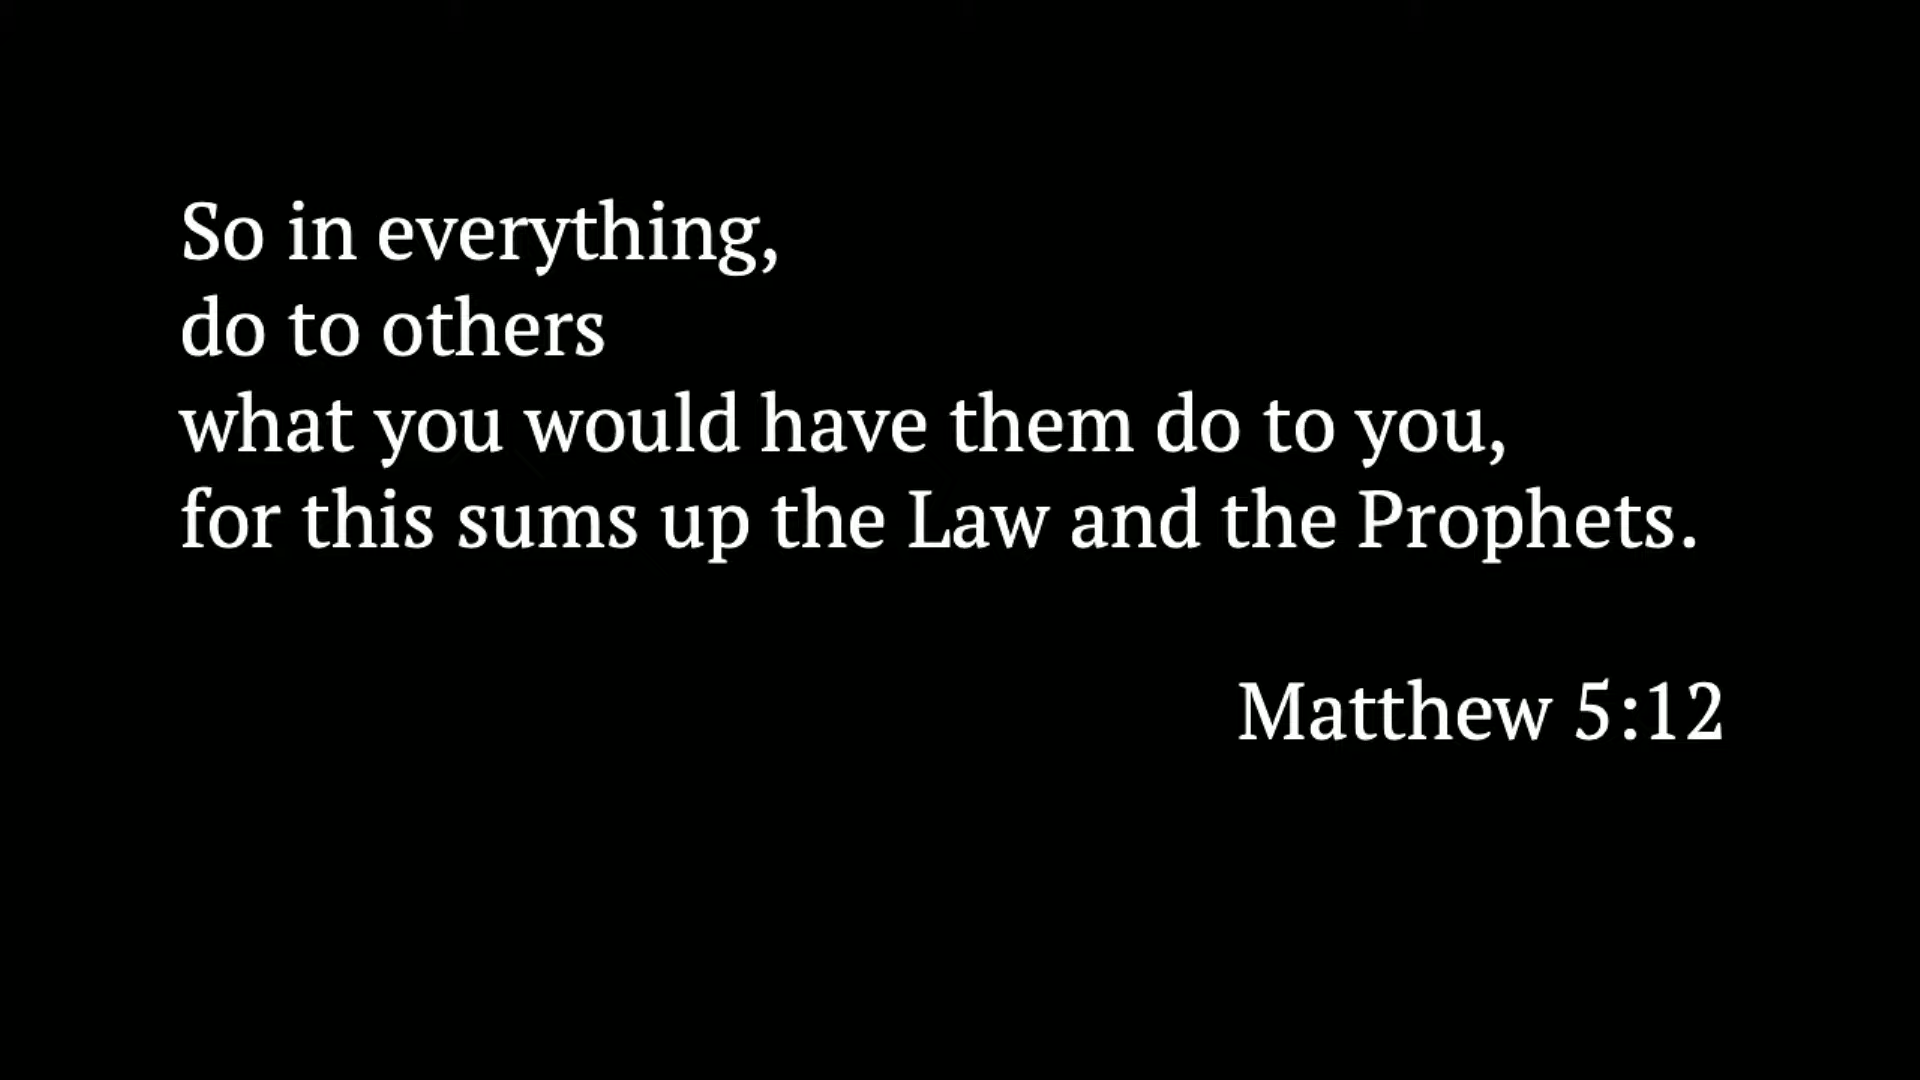 So in everything,
do to others
what you would have them do to you,
for this sums up the Law and the Prophets.
Matthew 5:12